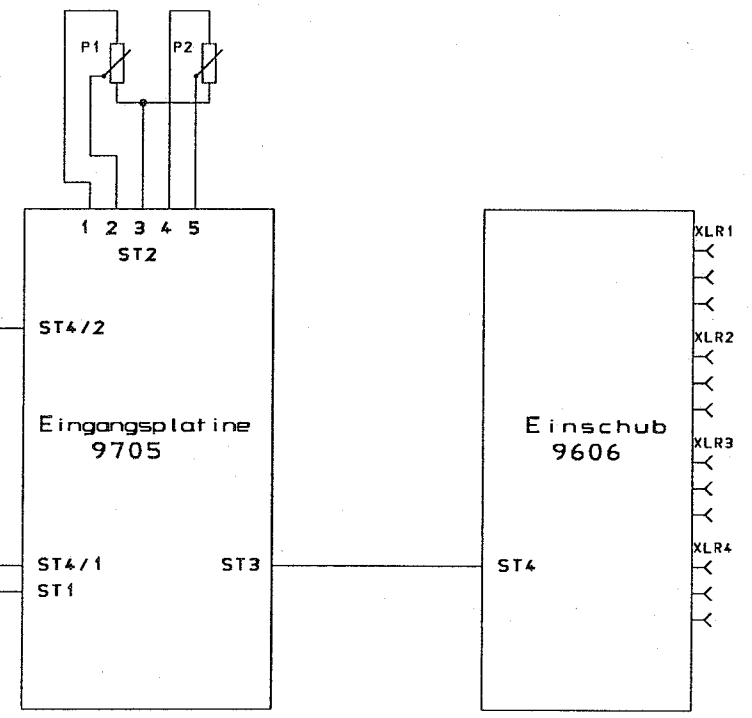 P1 P2
1 2 3 4 5
ST2
XLR1
ST4/2
XLR2
Eingangsplatine
9705
Einschub
9606
XLR3
XLR4
ST4/1 ST3 ST4
ST1